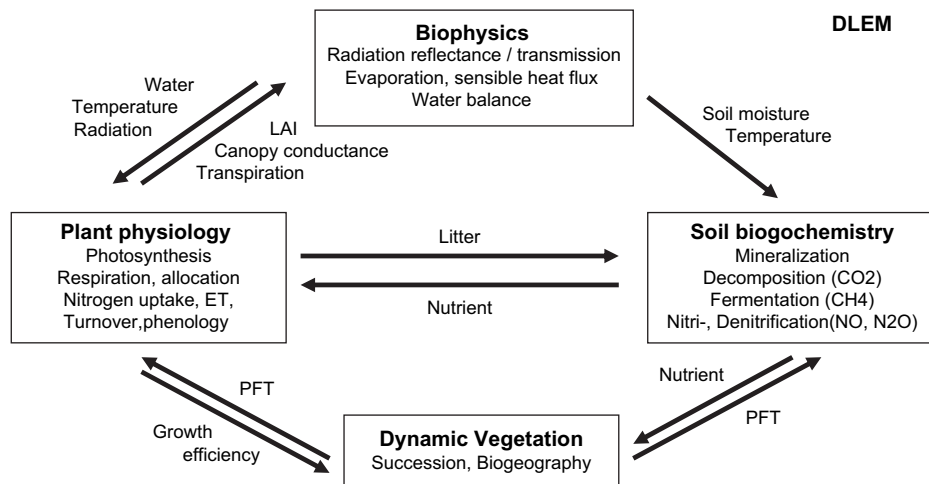 DLEM
Biophysics
Radiation reflectance / transmission
Evaporation, sensible heat flux
Water balance
Water
Temperature
Radiation
LAI
Canopy conductance
Transpiration
Soil moisture
Temperature
Plant physiology
Photosynthesis
Respiration, allocation
Nitrogen uptake, ET,
Turnover,phenology
Litter
Nutrient
Soil biogochemistry
Mineralization
Decomposition (CO2)
Fermentation (CH4)
Nitri-, Denitrification(NO, N2O)
PFT
Growth
efficiency
Nutrient
PFT
Dynamic Vegetation
Succession, Biogeography